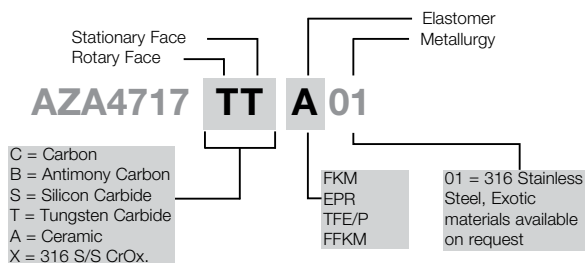 Elastomer
Stationary Face
Metallurgy
Rotary Face
AZA4717 TT A 01
C = Carbon
B = Antimony Carbon
S = Silicon Carbide
T = Tungsten Carbide
A = Ceramic
X = 316 S/S CrOx.
FKM
EPR
TFE/P
FFKM
01 = 316 Stainless
Steel, Exotic
materials available
on request